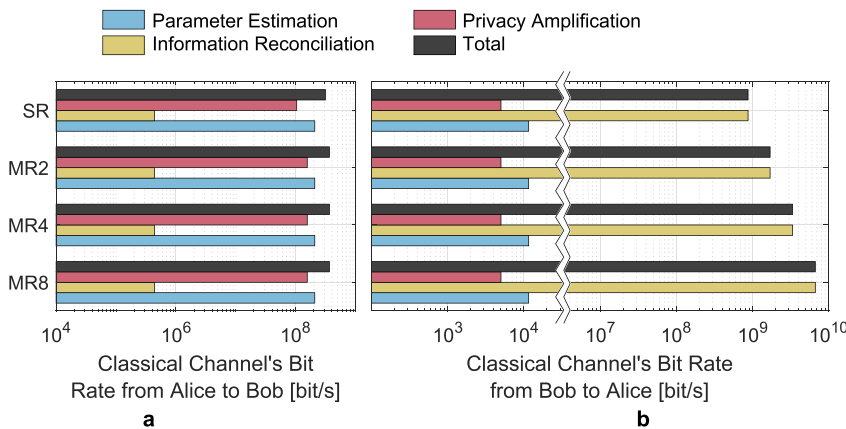 Parameter Estimation
Privacy Amplification
Information Reconciliation
Total
SR
MR2
MR4
MR8
10^4 10^6 10^8
10^3 10^4 10^7 10^8 10^9 10^10
Classical Channel's Bit
Rate from Alice to Bob [bit/s]
Classical Channel's Bit Rate
from Bob to Alice [bit/s]
a
b